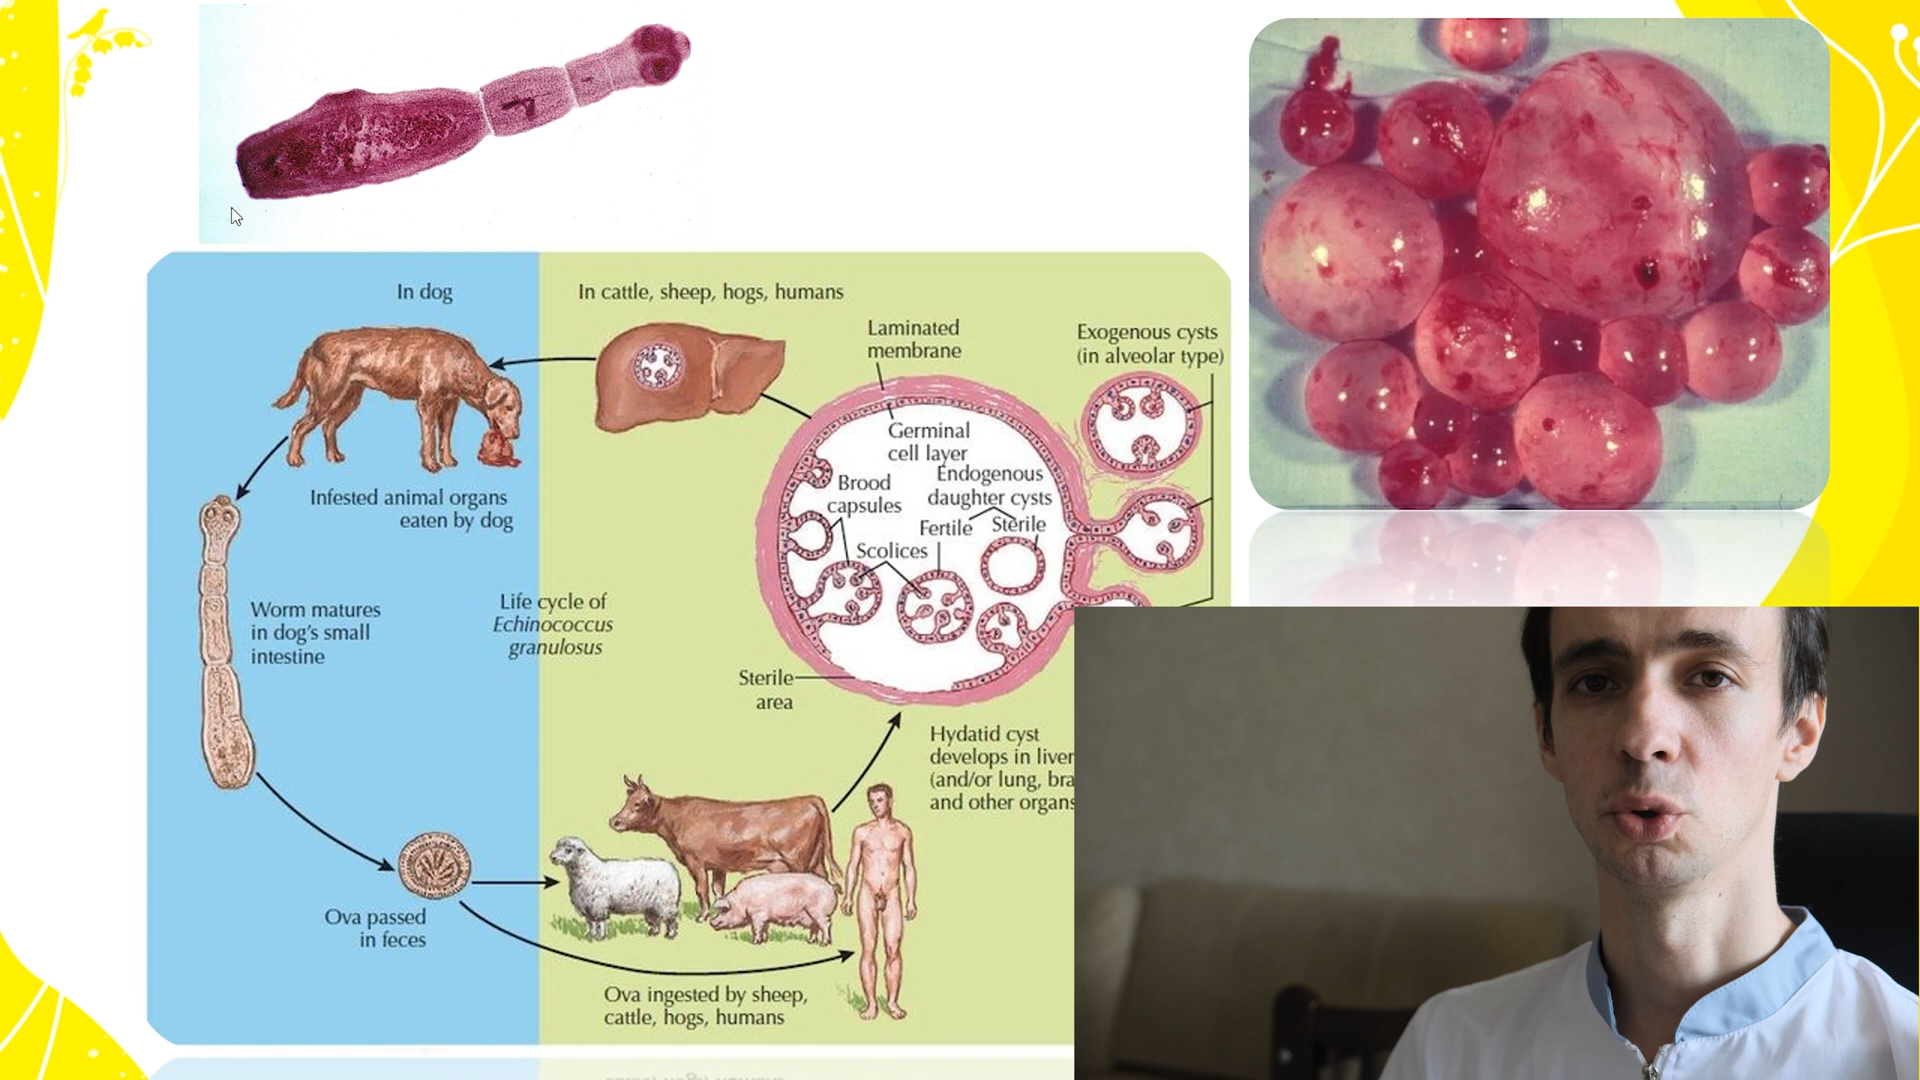 In dog
In cattle, sheep, hogs, humans
Laminated
membrane
Exogenous cysts
(in alveolar type)
Germinal
cell layer
Brood
capsules
Endogenous
daughter cysts
Fertile
Sterile
Scolices
Infested animal organs
eaten by dog
Worm matures
in dog's small
intestine
Life cycle of
Echinococcus
granulosus
Sterile
area
Hydatid cyst
develops in liver
(and/or lung, bra
and other organs
Ova passed
in feces
Ova ingested by sheep,
cattle, hogs, humans